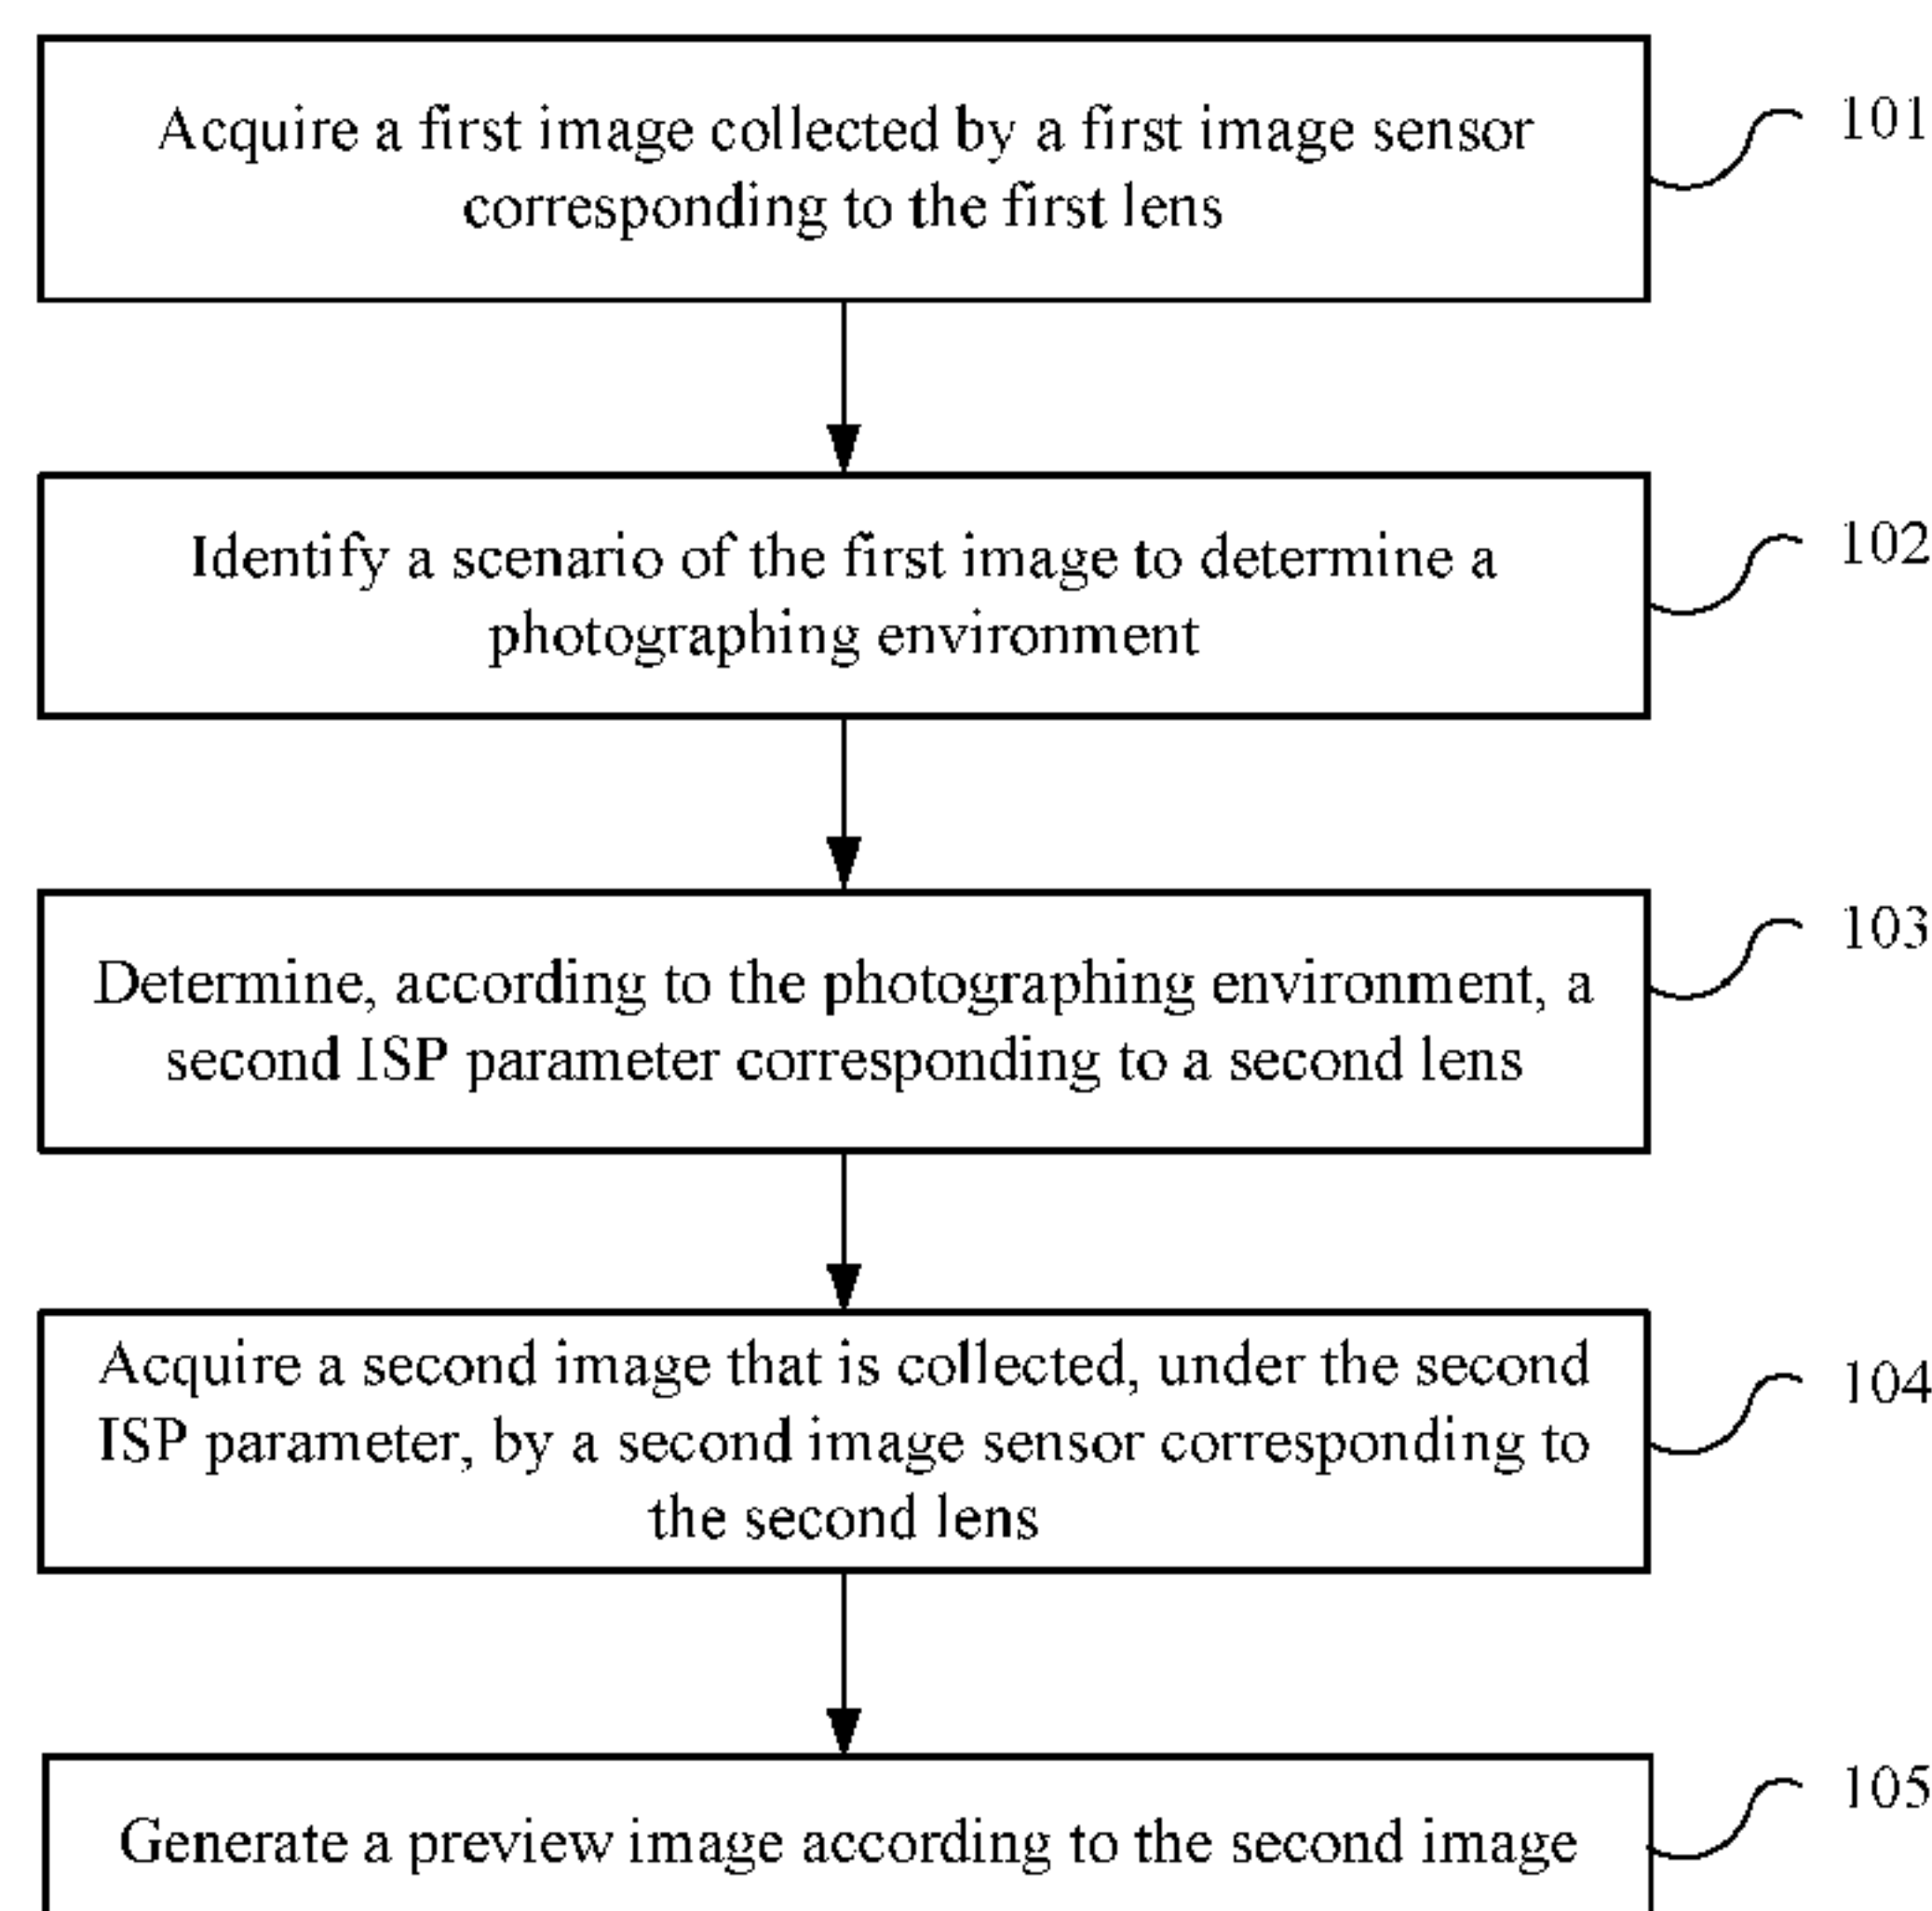 Acquire a first image collected by a first image sensor
corresponding to the first lens
101
Identify a scenario of the first image to determine a
photographing environment
102
Determine, according to the photographing environment, a
second ISP parameter corresponding to a second lens
103
Acquire a second image that is collected, under the second
ISP parameter, by a second image sensor corresponding to
the second lens
104
Generate a preview image according to the second image
105